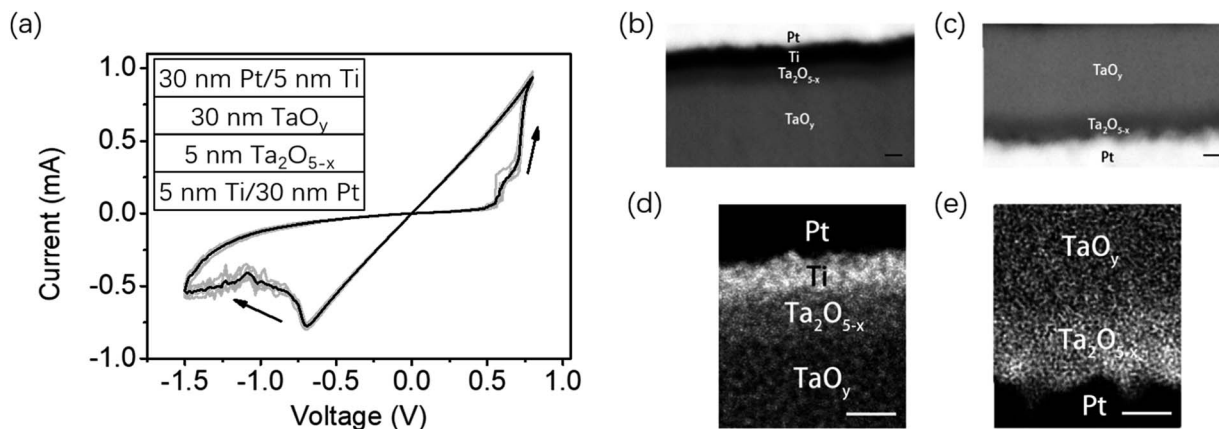 (a)
1.0
0.5
0.0
-0.5
-1.0
Current (mA)
30 nm Pt/5 nm Ti
30 nm TaOy
5 nm Ta2O5-x
5 nm Ti/30 nm Pt
-1.5 -1.0 -0.5 0.0 0.5 1.0
Voltage (V)
(b)
Pt
Ti
Ta2O5-x
TaOy
(c)
TaOy
Ta2O5-x
Pt
(d)
Pt
Ti
Ta2O5-x
TaOy
(e)
TaOy
Ta2O5-x
Pt